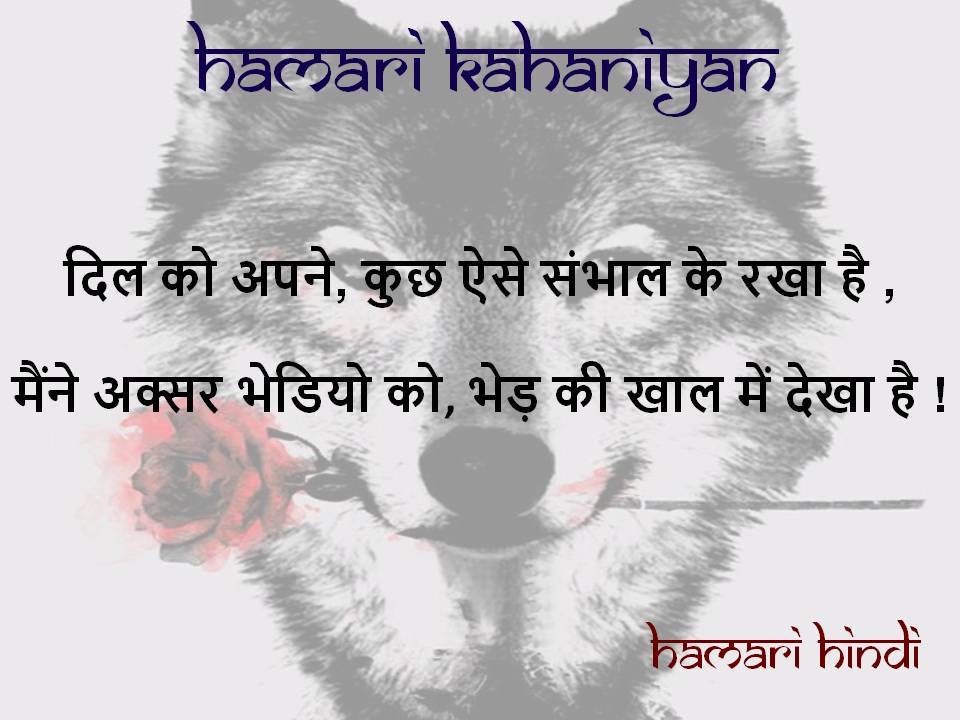 HAMARI KAHANIYAN
दिल को अपने, कुछ ऐसे संभाल के रखा है ,
मैंने अक्सर भेडियो को, भेड़ की खाल में देखा है !
HAMARI HINDI